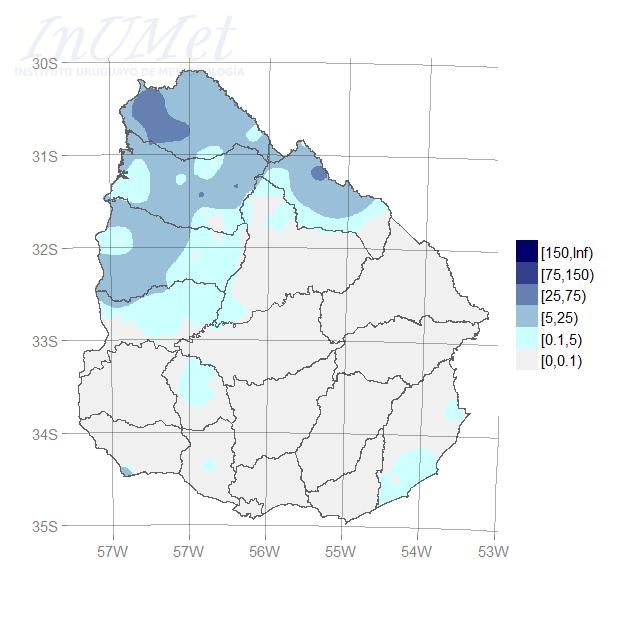 InUMet
INSTITUTO URUGUAYO DE METEOROLOGÍA
30S
31S
32S
33S
34S
35S
57W
57W
56W
55W
54W
53W
[150,Inf)
[75,150)
[25,75)
[5,25)
[0.1,5)
[0,0.1)